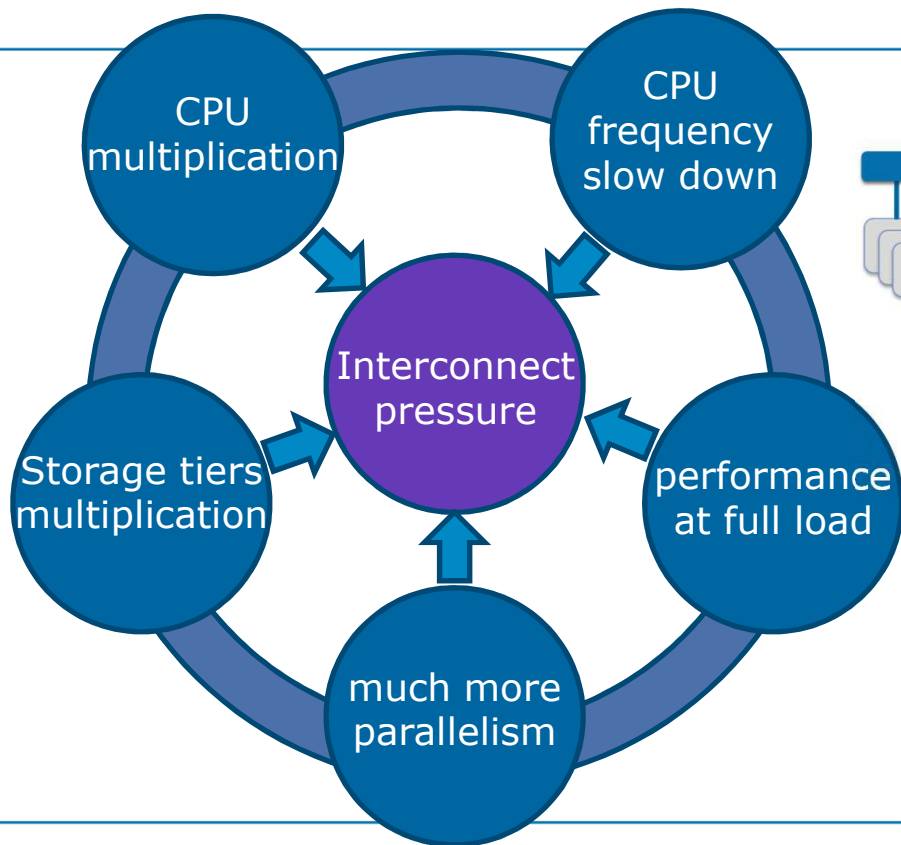 CPU
multiplication
CPU
frequency
slow down
Interconnect
pressure
Storage tiers
multiplication
performance
at full load
much more
parallelism